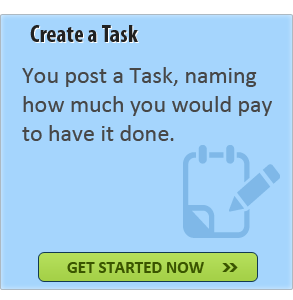 Create a Task
You post a Task, naming
how much you would pay
to have it done.
GET STARTED NOW »